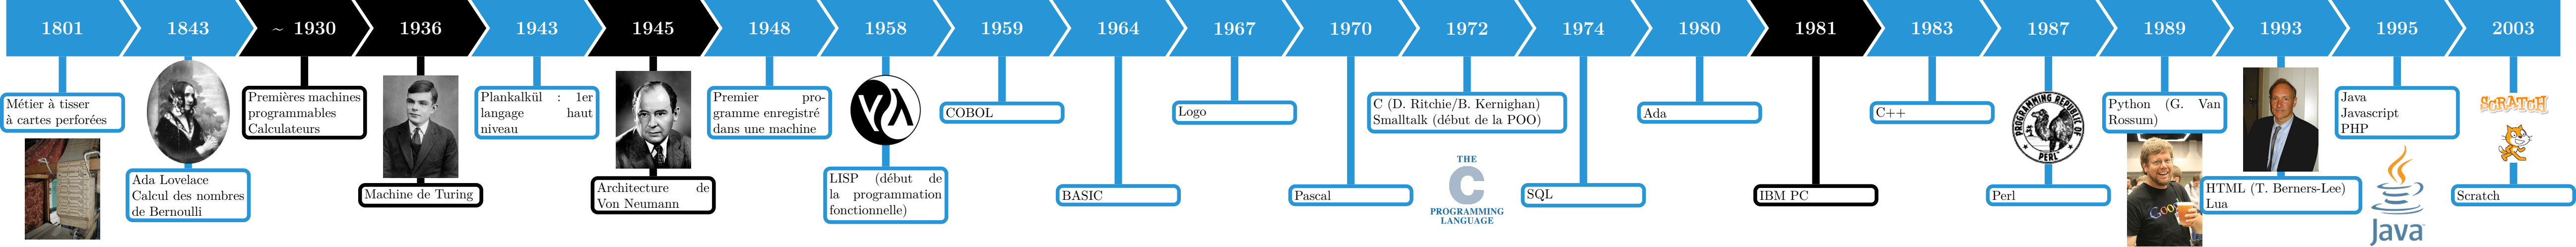 1801
1843
~ 1930
1936
1943
1945
1948
1958
1959
1964
1967
1970
1972
1974
1980
1981
1983
1987
1989
1993
1995
2003
Métier à tisser
à cartes perforées
Ada Lovelace
Calcul des nombres
de Bernoulli
Premières machines
programmables
Calculateurs
Machine de Turing
Plankalkül : 1er
langage haut
niveau
Architecture de
Von Neumann
Premier pro-
gramme enregistré
dans une machine
LISP (début de
la programmation
fonctionnelle)
COBOL
BASIC
Logo
Pascal
C (D. Ritchie/B. Kernighan)
Smalltalk (début de la POO)
THE
C
PROGRAMMING
LANGUAGE
SQL
Ada
IBM PC
C++
PROGRAMMING REPUBLIC OF
PERL
Perl
Python (G. Van
Rossum)
GOO
HTML (T. Berners-Lee)
Lua
Java
Javascript
PHP
Java
SCRATCH
Scratch